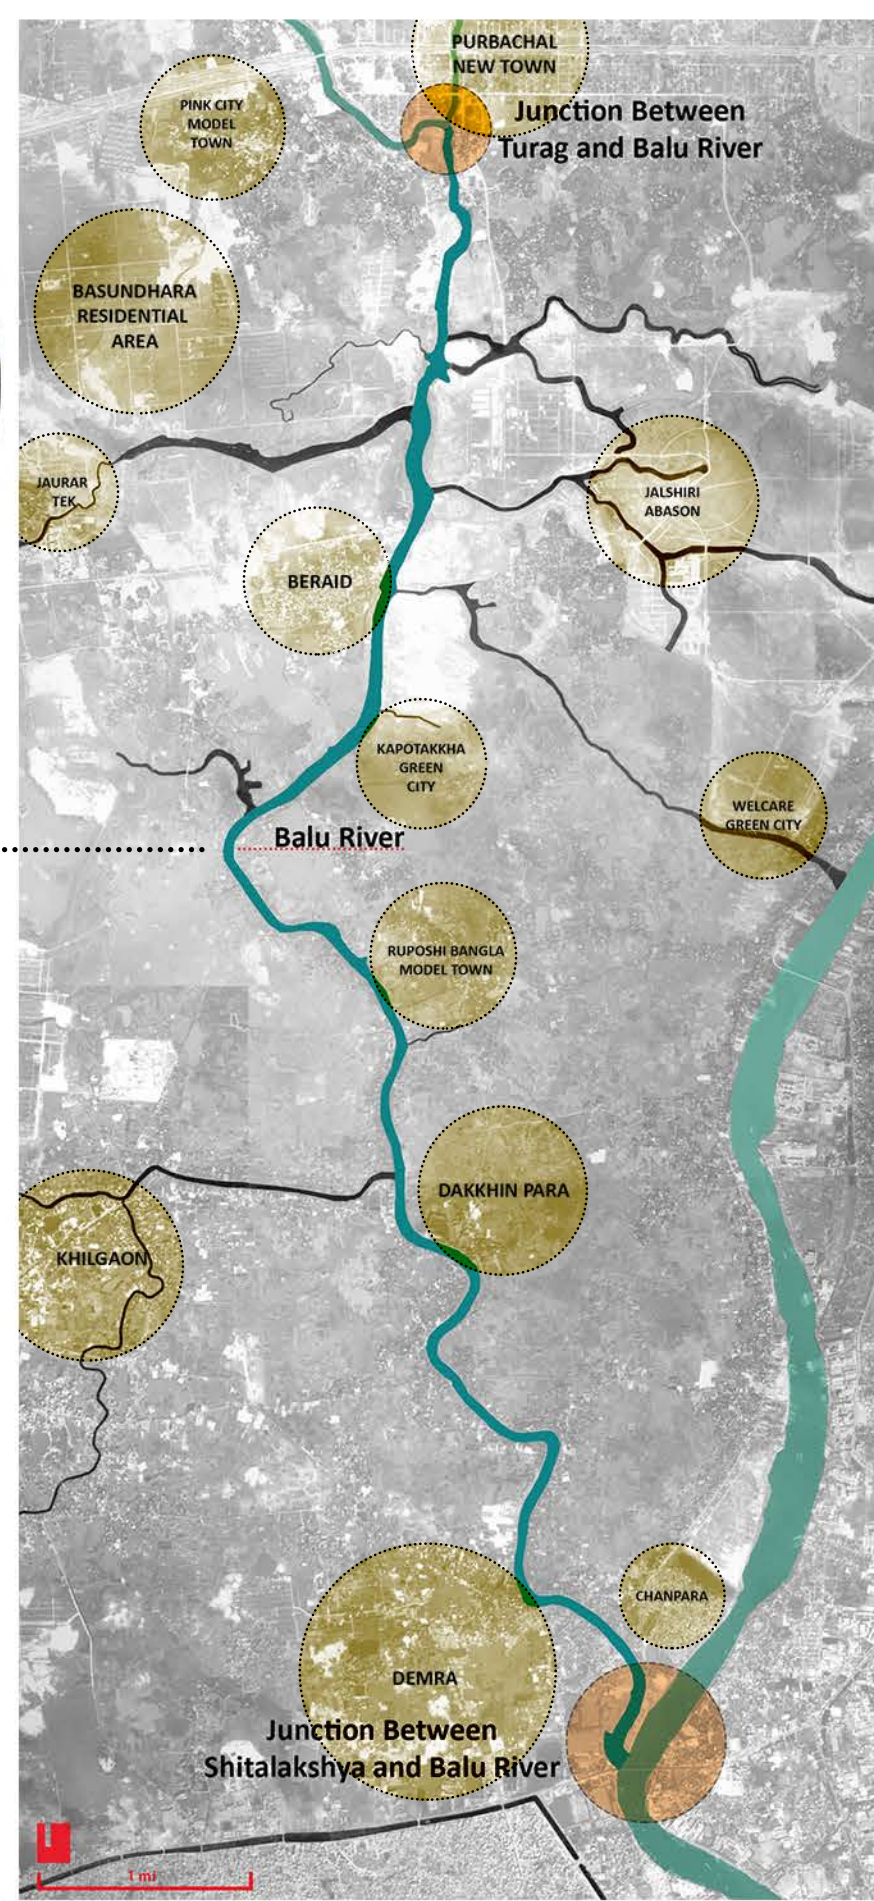 PURBACHAL
NEW TOWN
PINK CITY
MODEL
TOWN
Junction Between
Turag and Balu River
BASUNDHARA
RESIDENTIAL
AREA
JAURAR
TEK
JALSHIRI
ABASON
BERAID
KAPOTAKKHA
GREEN
CITY
WELCARE
GREEN CITY
Balu River
RUPOSHI BANGLA
MODEL TOWN
DAKKHIN PARA
KHILGAON
CHANPARA
DEMRA
Junction Between
Shitalakshya and Balu River
1 mi